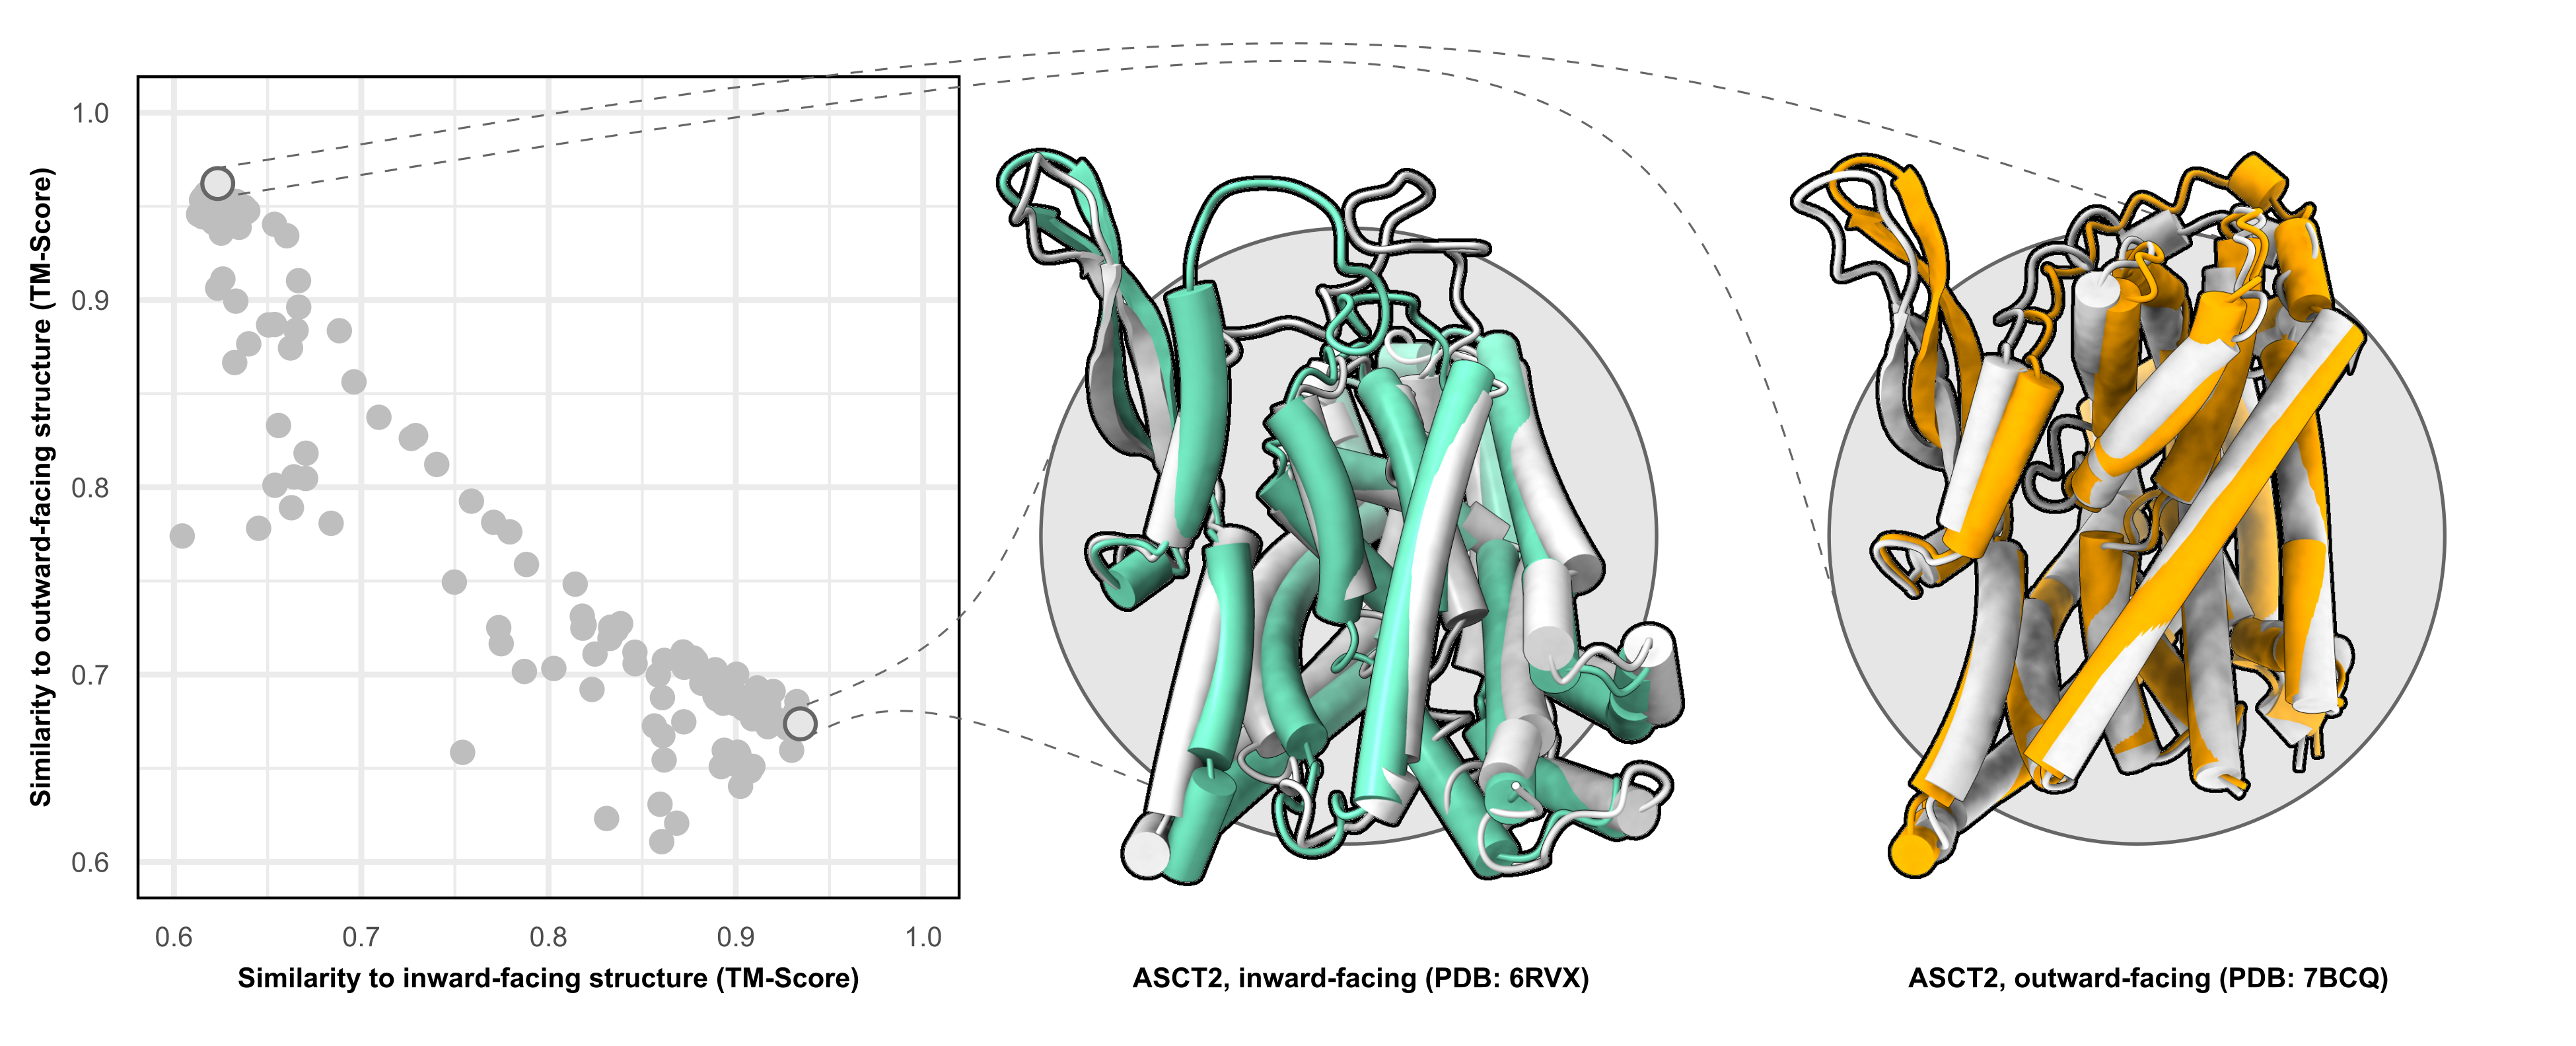 Similarity to outward-facing structure (TM-Score)
1.0
0.9
0.8
0.7
0.6
0.6 0.7 0.8 0.9 1.0
Similarity to inward-facing structure (TM-Score)
ASCT2, inward-facing (PDB: 6RVX)
ASCT2, outward-facing (PDB: 7BCQ)